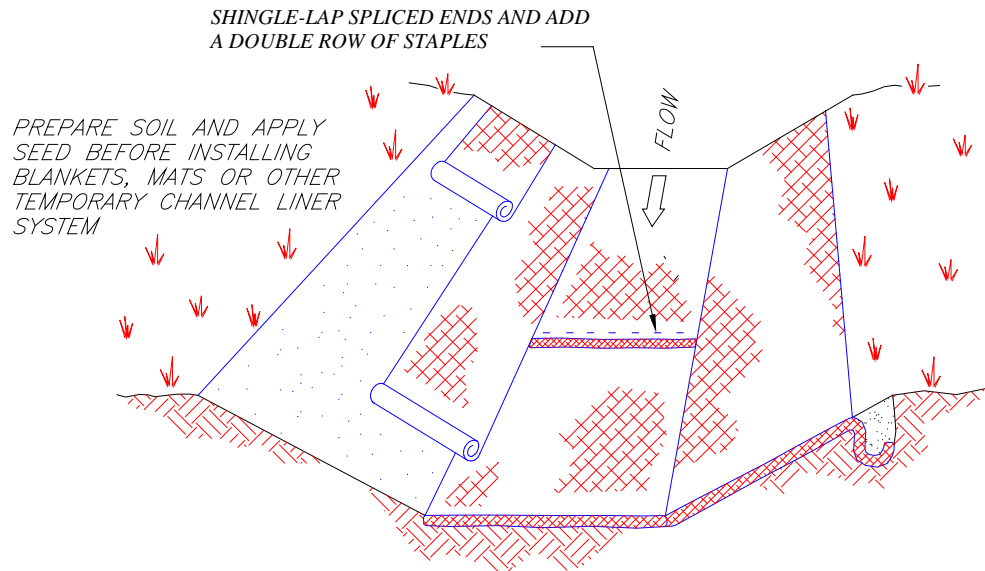 SHINGLE-LAP SPLICED ENDS AND ADD
A DOUBLE ROW OF STAPLES
FLOW
PREPARE SOIL AND APPLY
SEED BEFORE INSTALLING
BLANKETS, MATS OR OTHER
TEMPORARY CHANNEL LINER
SYSTEM